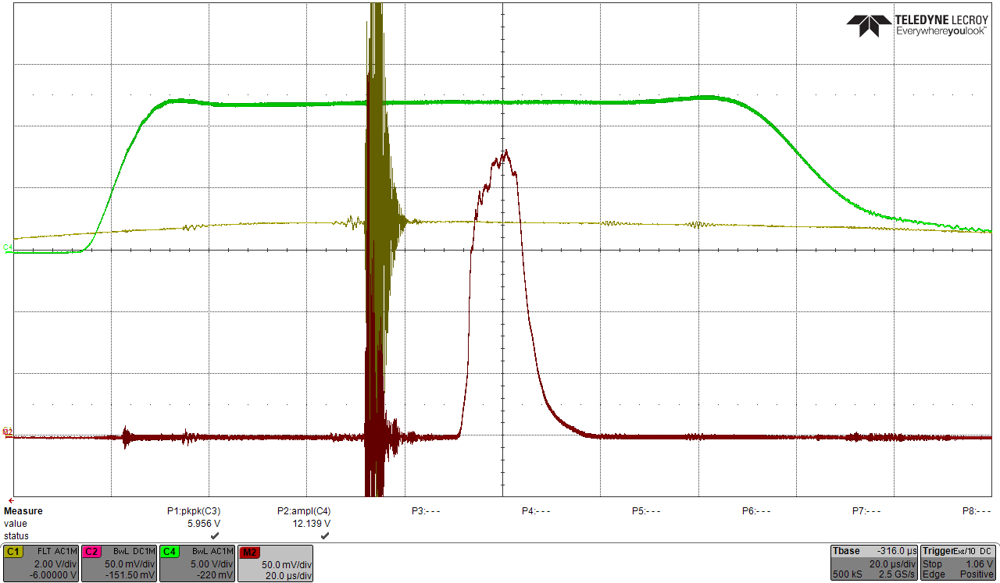 TELEDYNE LECROY
Everywhereyoulook™
C4
M2
Measure P1:pkpk(C3) P2:ampl(C4) P3:- - - P4:- - - P5:- - - P6:- - - P7:- - - P8:- - -
value 5.956 V 12.139 V
status
C1 FLT AC1M C2 BwL DC1M C4 BwL AC1M M2 Tbase -316.0 µs Trigger Ext/10 DC
2.00 V/div 50.0 mV/div 5.00 V/div 50.0 mV/div 20.0 µs/div Stop 1.06 V
-6.00000 V -151.50 mV -220 mV 20.0 µs/div 500 kS 2.5 GS/s Edge Positive